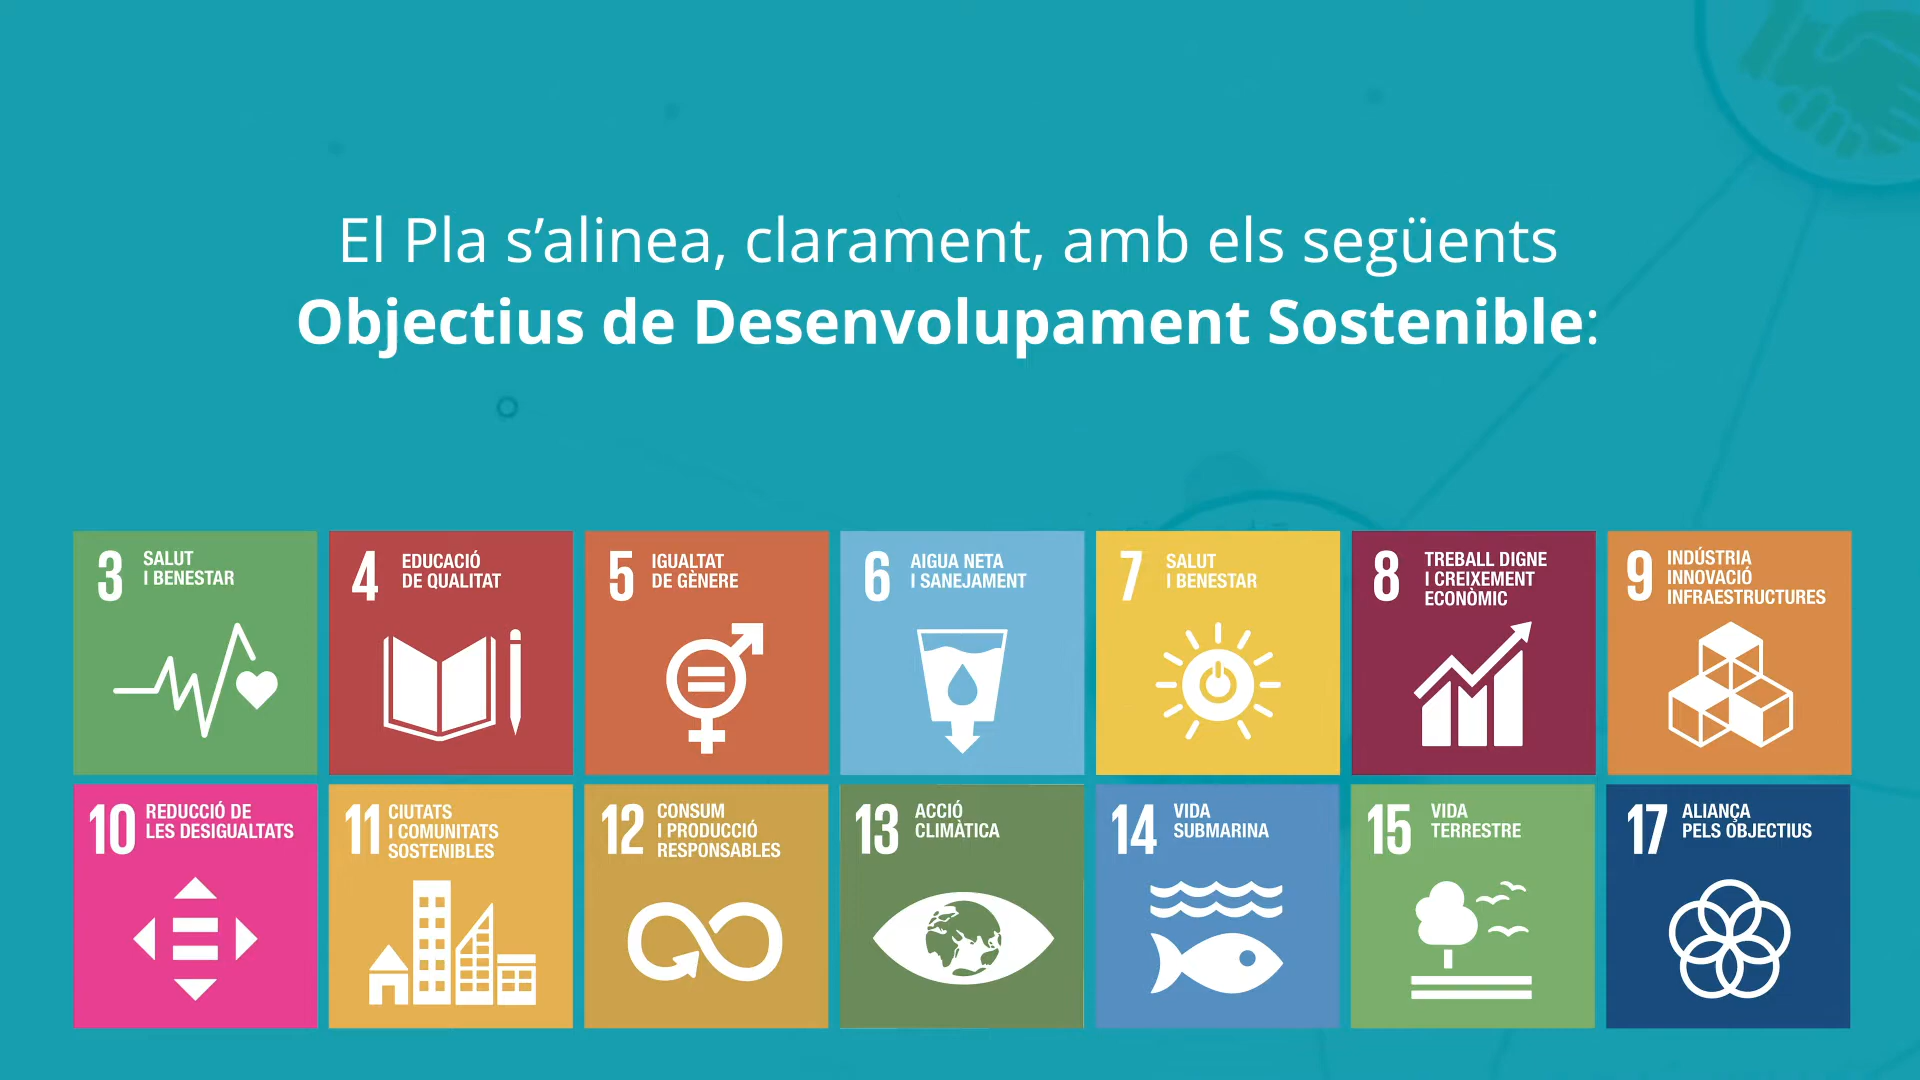 El Pla s’alinea, clarament, amb els següents
Objectius de Desenvolupament Sostenible:
3 SALUT
I BENESTAR
4 EDUCACIÓ
DE QUALITAT
5 IGUALTAT
DE GÈNERE
6 AIGUA NETA
I SANEJAMENT
7 SALUT
I BENESTAR
8 TREBALL DIGNE
I CREIXEMENT
ECONÒMIC
9 INDÚSTRIA
INNOVACIÓ
INFRAESTRUCTURES
10 REDUCCIÓ DE
LES DESIGUALTATS
11 CIUTATS
I COMUNITATS
SOSTENIBLES
12 CONSUM
I PRODUCCIÓ
RESPONSABLES
13 ACCIÓ
CLIMÀTICA
14 VIDA
SUBMARINA
15 VIDA
TERRESTRE
17 ALIANÇA
PELS OBJECTIUS